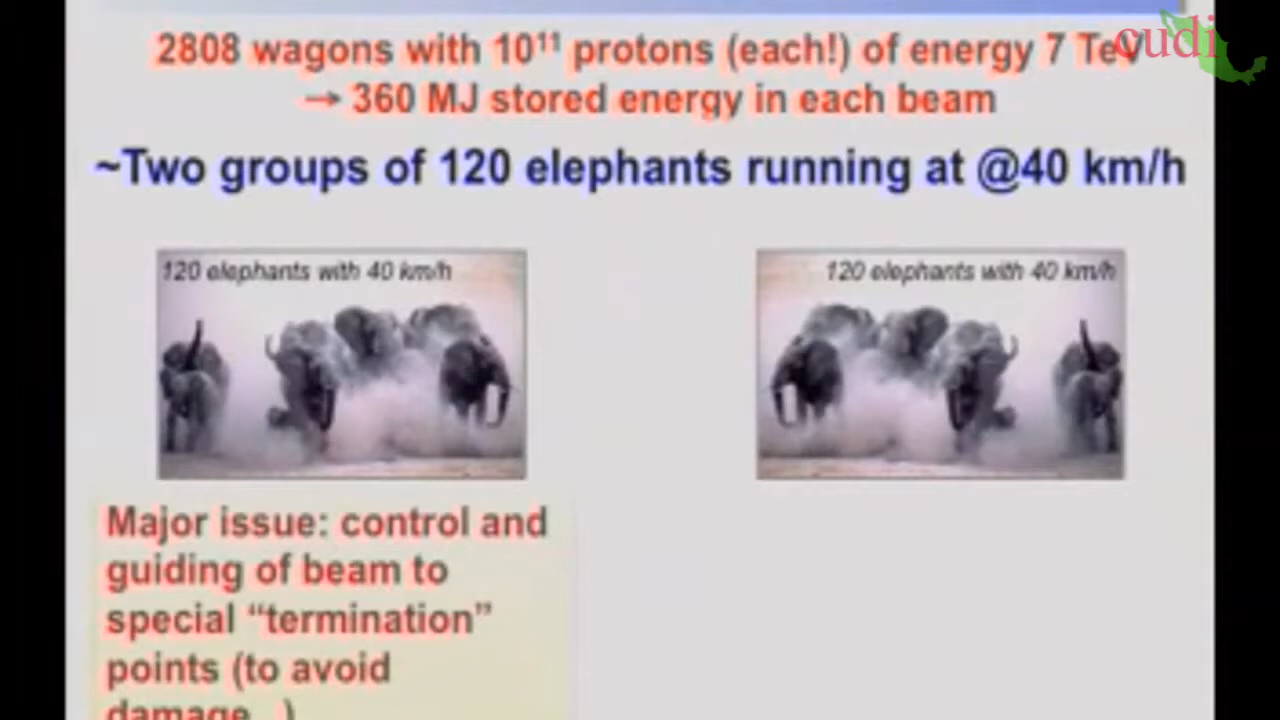 cudi
2808 wagons with 10¹¹ protons (each!) of energy 7 TeV
→ 360 MJ stored energy in each beam
~Two groups of 120 elephants running at @40 km/h
120 elephants with 40 km/h
120 elephants with 40 km/h
Major issue: control and
guiding of beam to
special “termination”
points (to avoid
damage...)